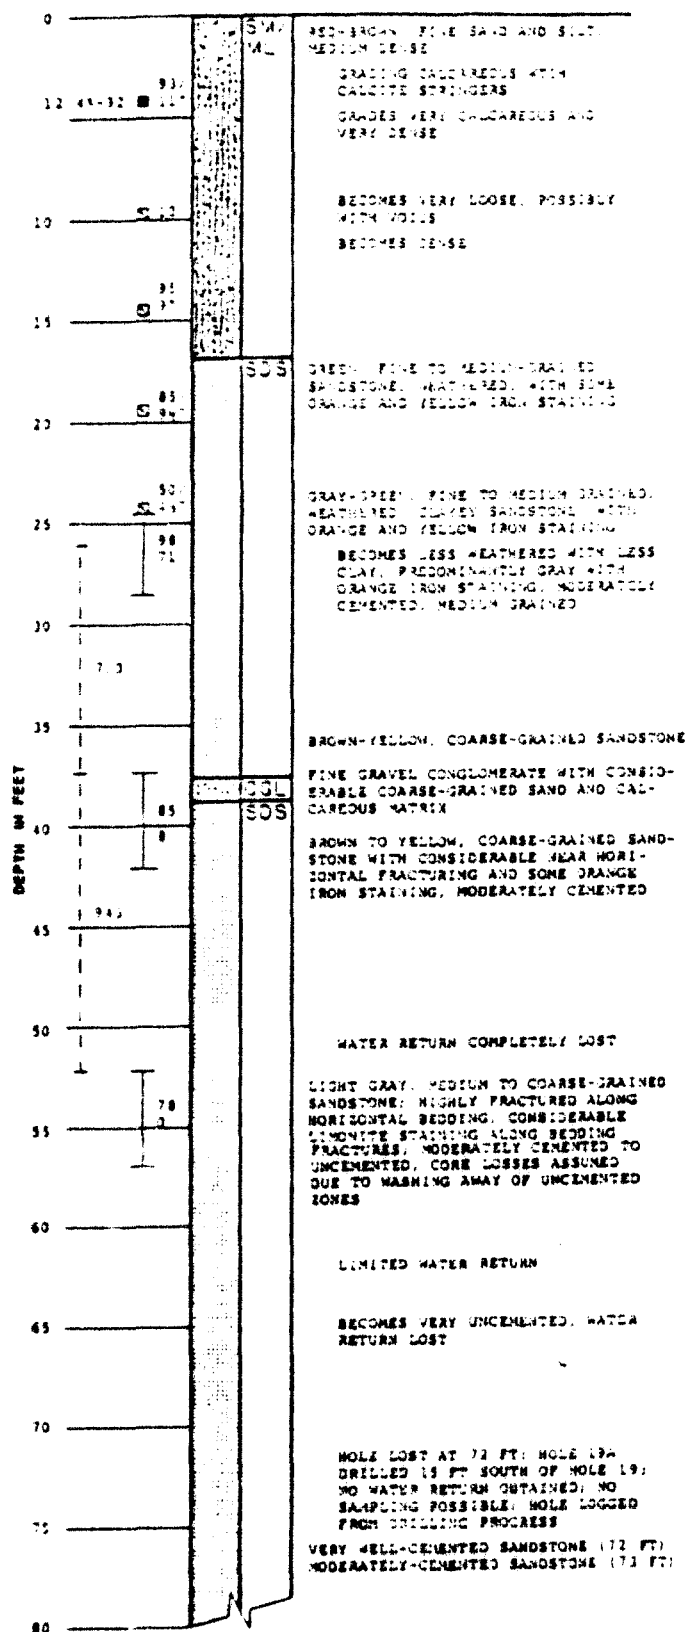 0
SM/
ML
RED-BROWN, FINE SAND AND SILT,
MEDIUM DENSE
GRADING CALCAREOUS WITH
CALCITE STRINGERS
93/
11"
GRADES VERY CALCAREOUS AND
VERY DENSE
BECOMES VERY LOOSE, POSSIBLY
WITH VOIDS
10
BECOMES DENSE
15
SDS
GREEN, FINE TO MEDIUM-GRAINED
SANDSTONE, WEATHERED, WITH SOME
ORANGE AND YELLOW IRON STAINING
20
GRAY-GREEN, FINE TO MEDIUM GRAINED,
WEATHERED CLAYEY SANDSTONE WITH
ORANGE AND YELLOW IRON STAINING
50/
25
98
71
BECOMES LESS WEATHERED WITH LESS
CLAY, PREDOMINANTLY GRAY WITH
ORANGE IRON STAINING, MODERATELY
CEMENTED, MEDIUM GRAINED
30
35
BROWN-YELLOW, COARSE-GRAINED SANDSTONE
CGL
FINE GRAVEL CONGLOMERATE WITH CONSID-
ERABLE COARSE-GRAINED SAND AND CAL-
CAREOUS MATRIX
SDS
85
DEPTH IN FEET
40
BROWN TO YELLOW, COARSE-GRAINED SAND-
STONE WITH CONSIDERABLE NEAR HORI-
ZONTAL FRACTURING AND SOME ORANGE
IRON STAINING, MODERATELY CEMENTED
45
50
WATER RETURN COMPLETELY LOST
LIGHT GRAY, MEDIUM TO COARSE-GRAINED
SANDSTONE; HIGHLY FRACTURED ALONG
HORIZONTAL BEDDING, CONSIDERABLE
LIMONITE STAINING ALONG BEDDING
FRACTURES; MODERATELY CEMENTED TO
UNCEMENTED, CORE LOSSES ASSUMED
DUE TO WASHING AWAY OF UNCEMENTED
ZONES
78
55
60
LIMITED WATER RETURN
65
BECOMES VERY UNCEMENTED, WATER
RETURN LOST
70
HOLE LOST AT 72 FT; HOLE 19A
DRILLED 15 FT SOUTH OF HOLE 19;
NO WATER RETURN OBTAINED; NO
SAMPLING POSSIBLE; HOLE LOGGED
FROM DRILLING PROGRESS
75
VERY WELL-CEMENTED SANDSTONE (72 FT)
MODERATELY-CEMENTED SANDSTONE (73 FT)
80